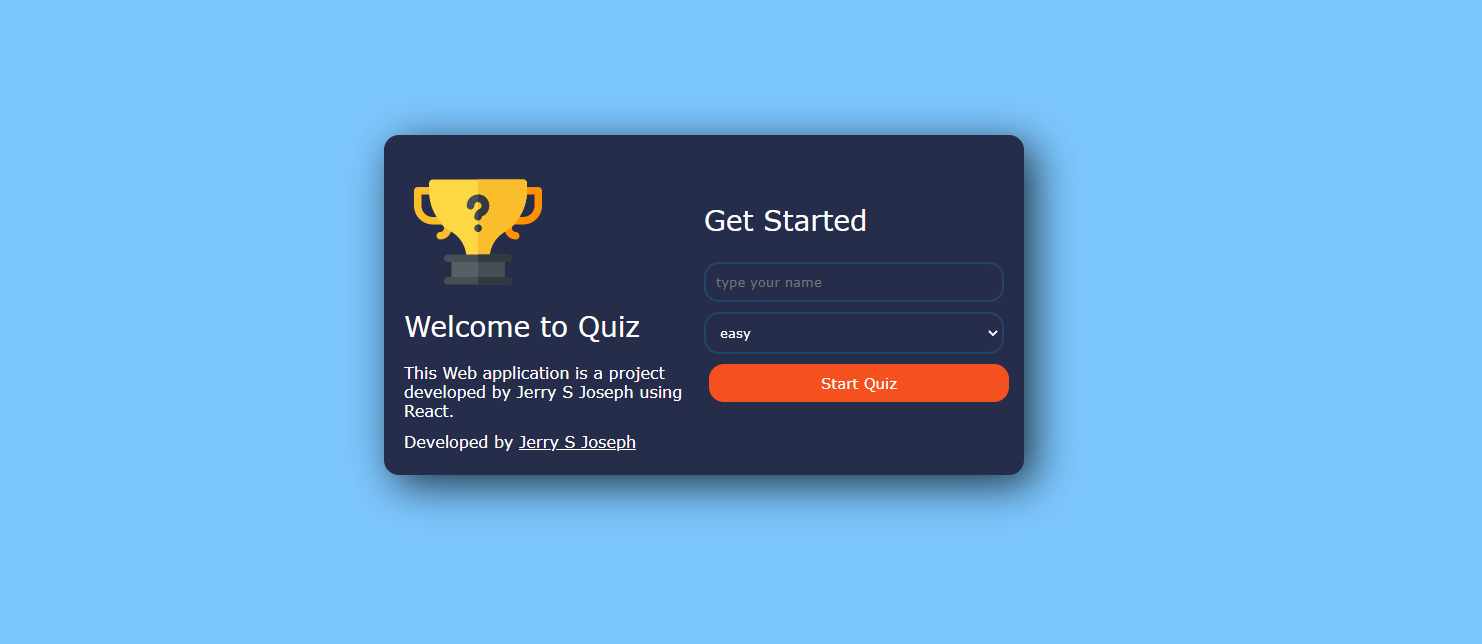 ?
Welcome to Quiz
This Web application is a project
developed by Jerry S Joseph using
React.
Developed by Jerry S Joseph
Get Started
type your name
easy
Start Quiz